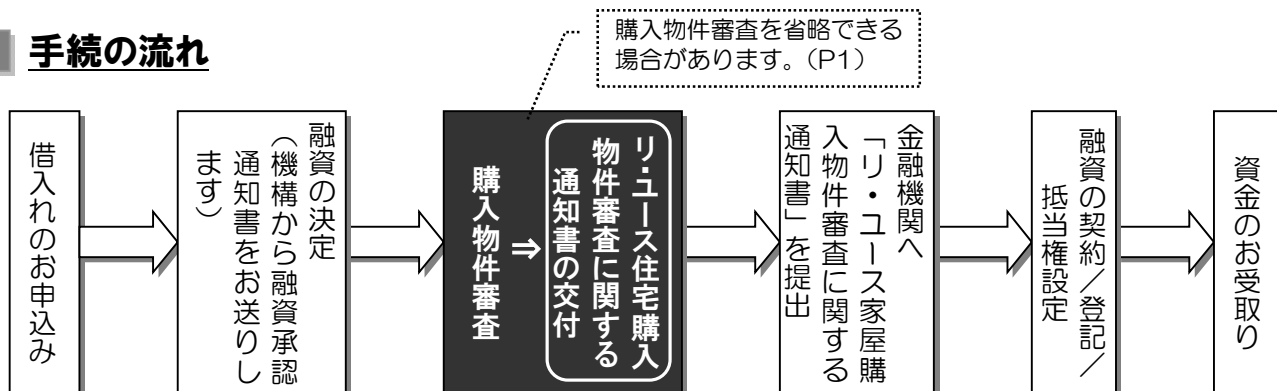 手続の流れ
購入物件審査を省略できる
場合があります。（P1）
借入れのお申込み
融資の決定
（機構から融資承認
通知書をお送りし
ます）
購入物件審査
⇒
リ・ユース住宅購入
物件審査に関する
通知書の交付
金融機関へ
「リ・ユース家屋購
入物件審査に関する
通知書」を提出
融資の契約／登記／
抵当権設定
資金のお受取り